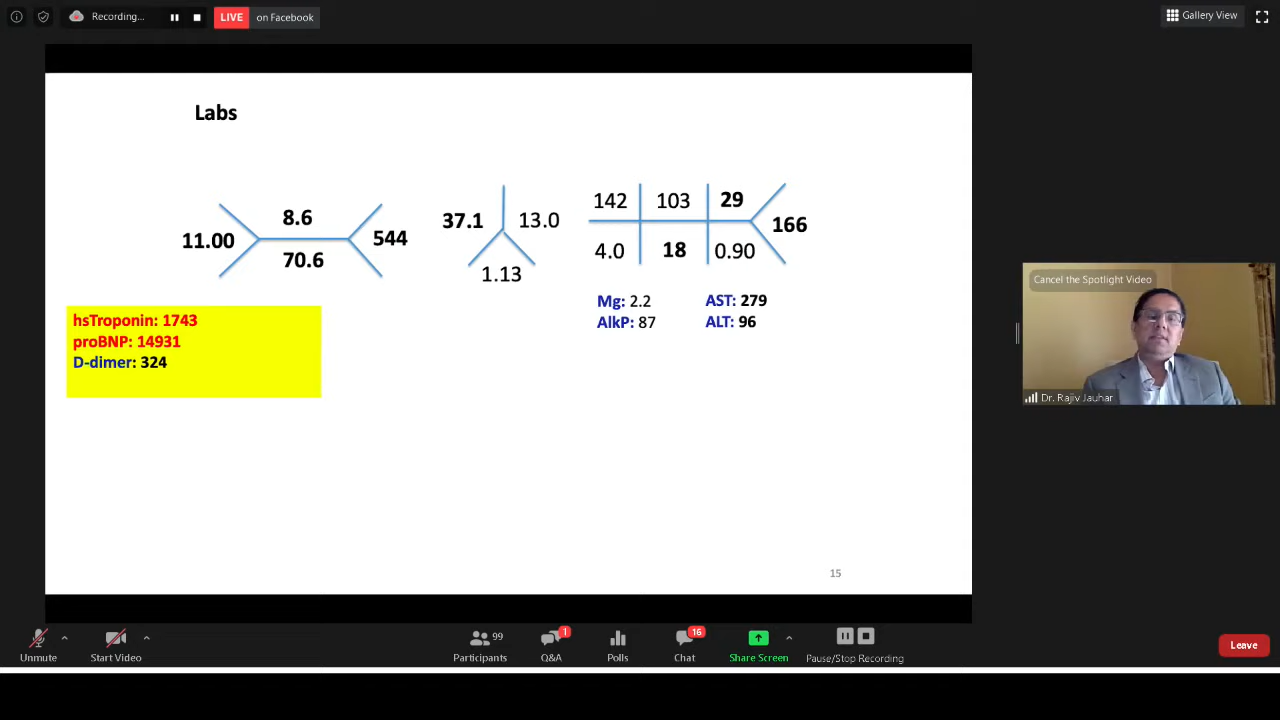 Recording...
LIVE on Facebook
Gallery View
Labs
8.6
11.00
544
70.6
37.1
13.0
1.13
142
103
29
166
4.0
18
0.90
Mg: 2.2
AST: 279
AlkP: 87
ALT: 96
hsTroponin: 1743
proBNP: 14931
D-dimer: 324
15
Cancel the Spotlight Video
Dr. Rajiv Jauhar
Unmute
Start Video
99
Participants
1
Q&A
Polls
16
Chat
Share Screen
Pause/Stop Recording
Leave